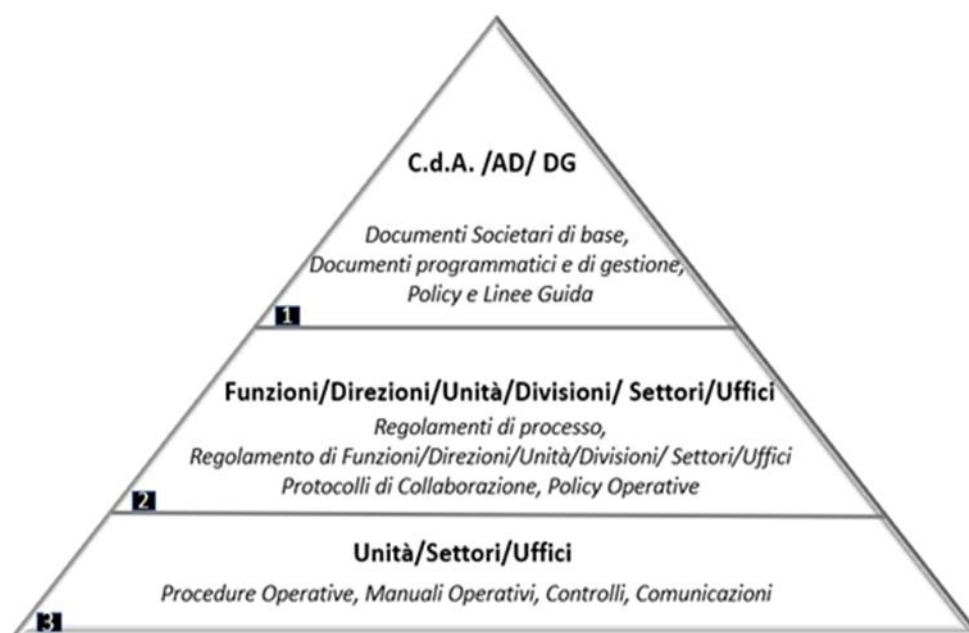 C.d.A. /AD/ DG
Documenti Societari di base,
Documenti programmatici e di gestione,
Policy e Linee Guida
1
Funzioni/Direzioni/Unità/Divisioni/ Settori/Uffici
Regolamenti di processo,
Regolamento di Funzioni/Direzioni/Unità/Divisioni/ Settori/Uffici
Protocolli di Collaborazione, Policy Operative
2
Unità/Settori/Uffici
Procedure Operative, Manuali Operativi, Controlli, Comunicazioni
3